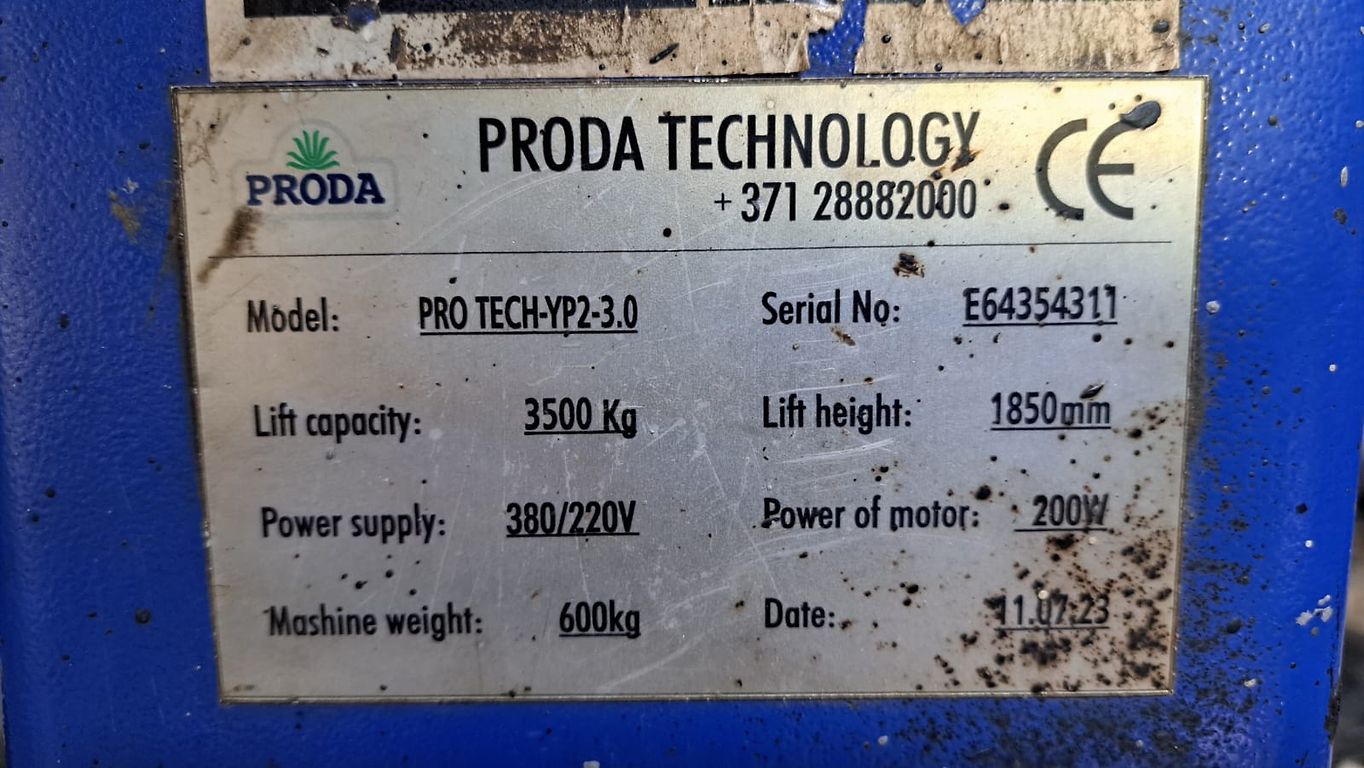 PRODA
PRODA TECHNOLOGY
+371 28882000
CE
Model: PRO TECH-YP2-3.0 Serial No: E64354311
Lift capacity: 3500 Kg Lift height: 1850mm
Power supply: 380/220V Power of motor: 200W
Mashine weight: 600kg Date: 11.07.23